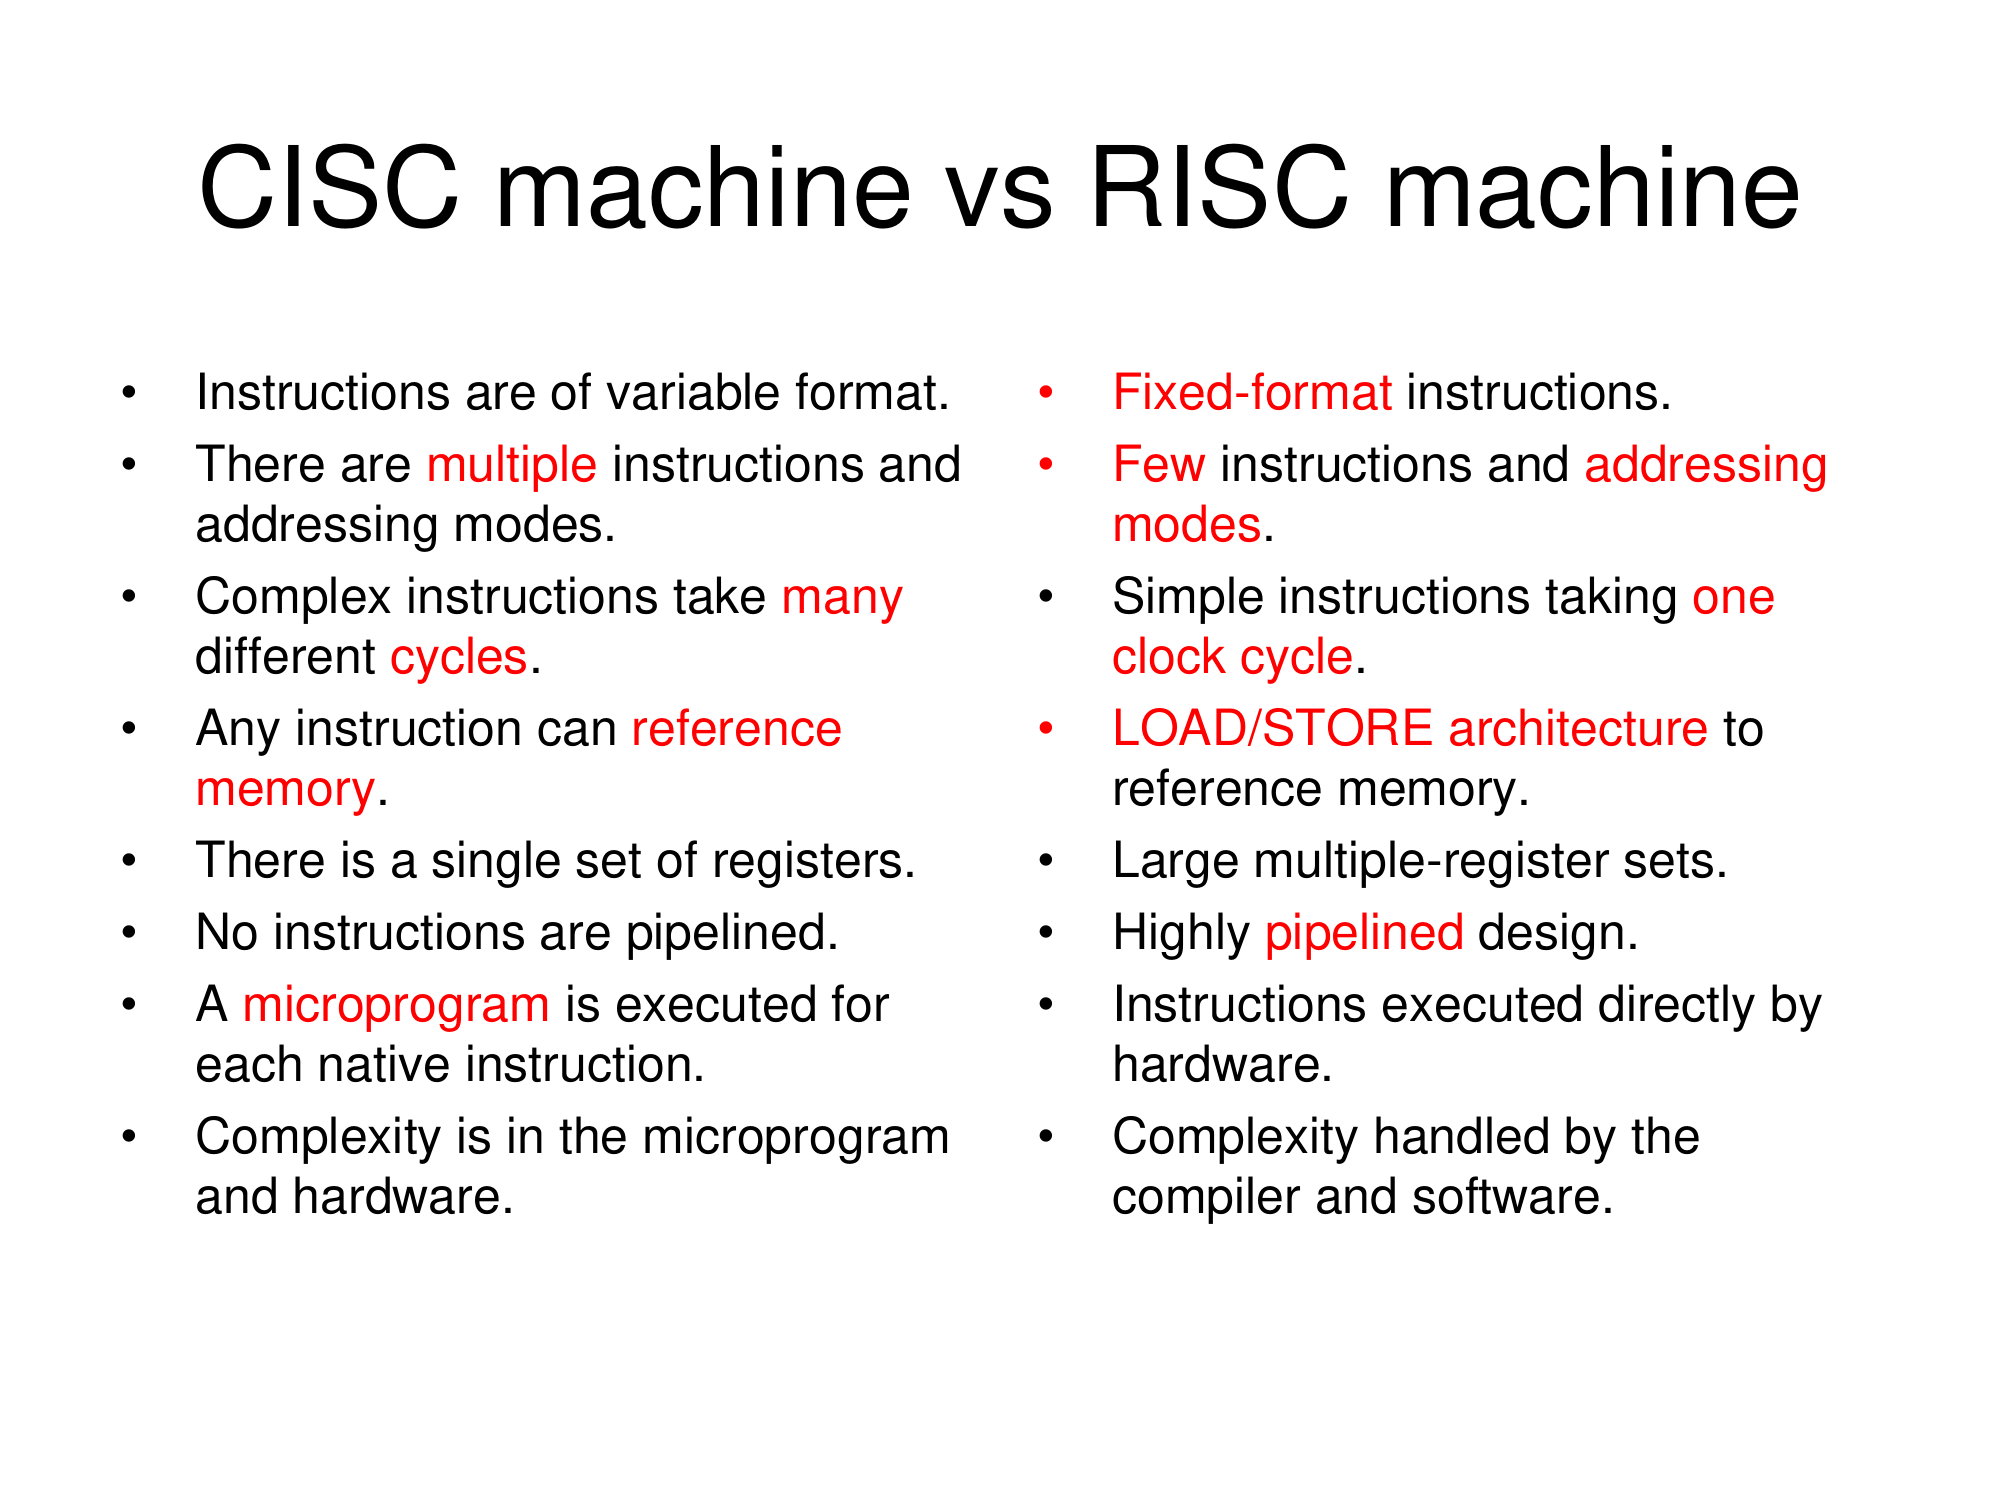 CISC machine vs RISC machine
• Instructions are of variable format.
• There are multiple instructions and
addressing modes.
• Complex instructions take many
different cycles.
• Any instruction can reference
memory.
• There is a single set of registers.
• No instructions are pipelined.
• A microprogram is executed for
each native instruction.
• Complexity is in the microprogram
and hardware.
• Fixed-format instructions.
• Few instructions and addressing
modes.
• Simple instructions taking one
clock cycle.
• LOAD/STORE architecture to
reference memory.
• Large multiple-register sets.
• Highly pipelined design.
• Instructions executed directly by
hardware.
• Complexity handled by the
compiler and software.